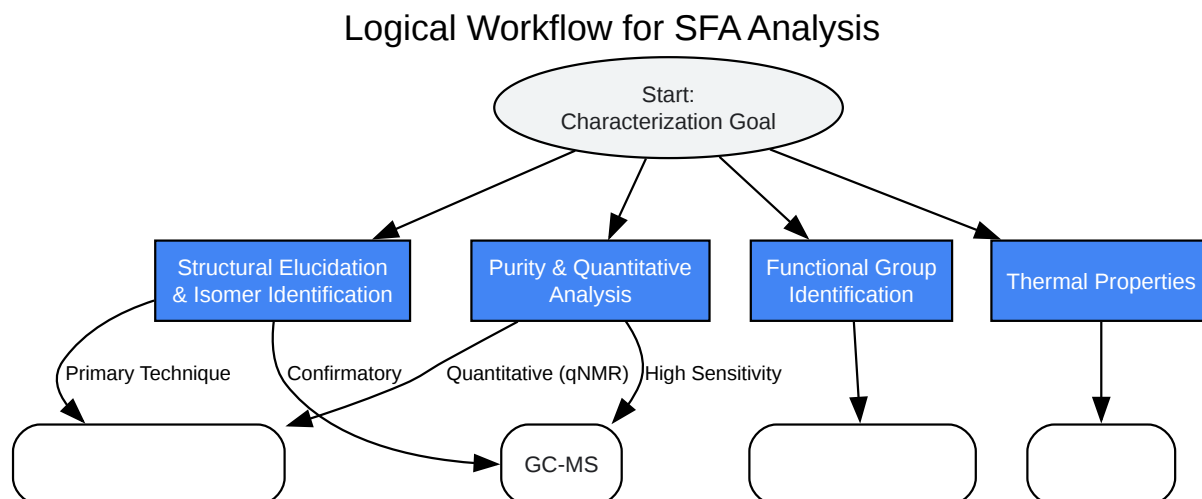 Logical Workflow for SFA Analysis
Start:
Characterization Goal
Structural Elucidation
& Isomer Identification
Purity & Quantitative
Analysis
Functional Group
Identification
Thermal Properties
Primary Technique
Confirmatory
Quantitative (qNMR)
High Sensitivity
GC-MS